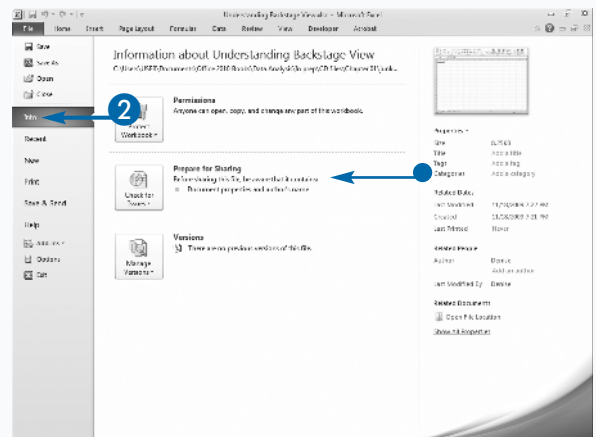 Understanding Backstage View.xlsx - Microsoft Excel
File Home Insert Page Layout Formulas Data Review View Developer Acrobat
Save
Save As
Open
Close
Info
Recent
New
Print
Save & Send
Help
Add-Ins
Options
Exit
2
Information about Understanding Backstage View
Protect
Workbook
Permissions
Anyone can open, copy, and change any part of this workbook.
Check for
Issues
Prepare for Sharing
Before sharing this file, be aware that it contains:
Document properties and author's name
Manage
Versions
Versions
There are no previous versions of this file.
Properties
Size
Title Add a title
Tags Add a tag
Categories Add a category
Related Dates
Last Modified
Created
Last Printed Never
Related People
Author Denise
Add an author
Last Modified By Denise
Related Documents
Open File Location
Show All Properties